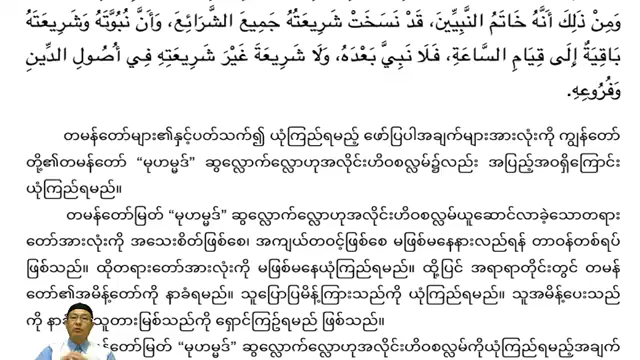 وَمِنْ ذَلِكَ أَنَّهُ خَاتَمُ النَّبِيِّينَ، قَدْ نَسَخَتْ شَرِيعَتُهُ جَمِيعَ الشَّرَائِعِ، وَأَنَّ نُبُوَّتَهُ وَشَرِيعَتَهُ
بَاقِيَةٌ إِلَى قِيَامِ السَّاعَةِ، فَلَا نَبِيَّ بَعْدَهُ، وَلَا شَرِيعَةَ غَيْرَ شَرِيعَتِهِ فِي أُصُولِ الدِّينِ
وَفُرُوعِهِ.
တမန်တော်များ၏နှင့်ပတ်သက်၍ ယုံကြည်ရမည့် ဖော်ပြပါအချက်များအားလုံးကို ကျွန်တော်
တို့၏တမန်တော် “မုဟမ္မဒ်” ဆွလ္လောက်လ္လောဟုအလိုင်းဟိဝစလ္လမ်၌လည်း အပြည့်အဝရှိကြောင်း
ယုံကြည်ရမည်။
တမန်တော်မြတ် “မုဟမ္မဒ်” ဆွလ္လောက်လ္လောဟုအလိုင်းဟိဝစလ္လမ်ယူဆောင်လာခဲ့သောတရား
တော်အားလုံးကို အသေးစိတ်ဖြစ်စေ၊ အကျယ်တဝင့်ဖြစ်စေ မဖြစ်မနေနားလည်ရန် တာဝန်တစ်ရပ်
ဖြစ်သည်။ ထိုတရားတော်အားလုံးကို မဖြစ်မနေယုံကြည်ရမည်။ ထို့ပြင် အရာရာတိုင်းတွင် တမန်
တော်၏အမိန့်တော်ကို နာခံရမည်။ သူပြောပြမိန့်ကြားသည်ကို ယုံကြည်ရမည်။ သူအမိန့်ပေးသည်
ကို နာခံ သူတားမြစ်သည်ကို ရှောင်ကြဉ်ရမည် ဖြစ်သည်။
န်တော်မြတ် “မုဟမ္မဒ်” ဆွလ္လောက်လ္လောဟုအလိုင်းဟိဝစလ္လမ်ကိုယုံကြည်ရမည့်အချက်